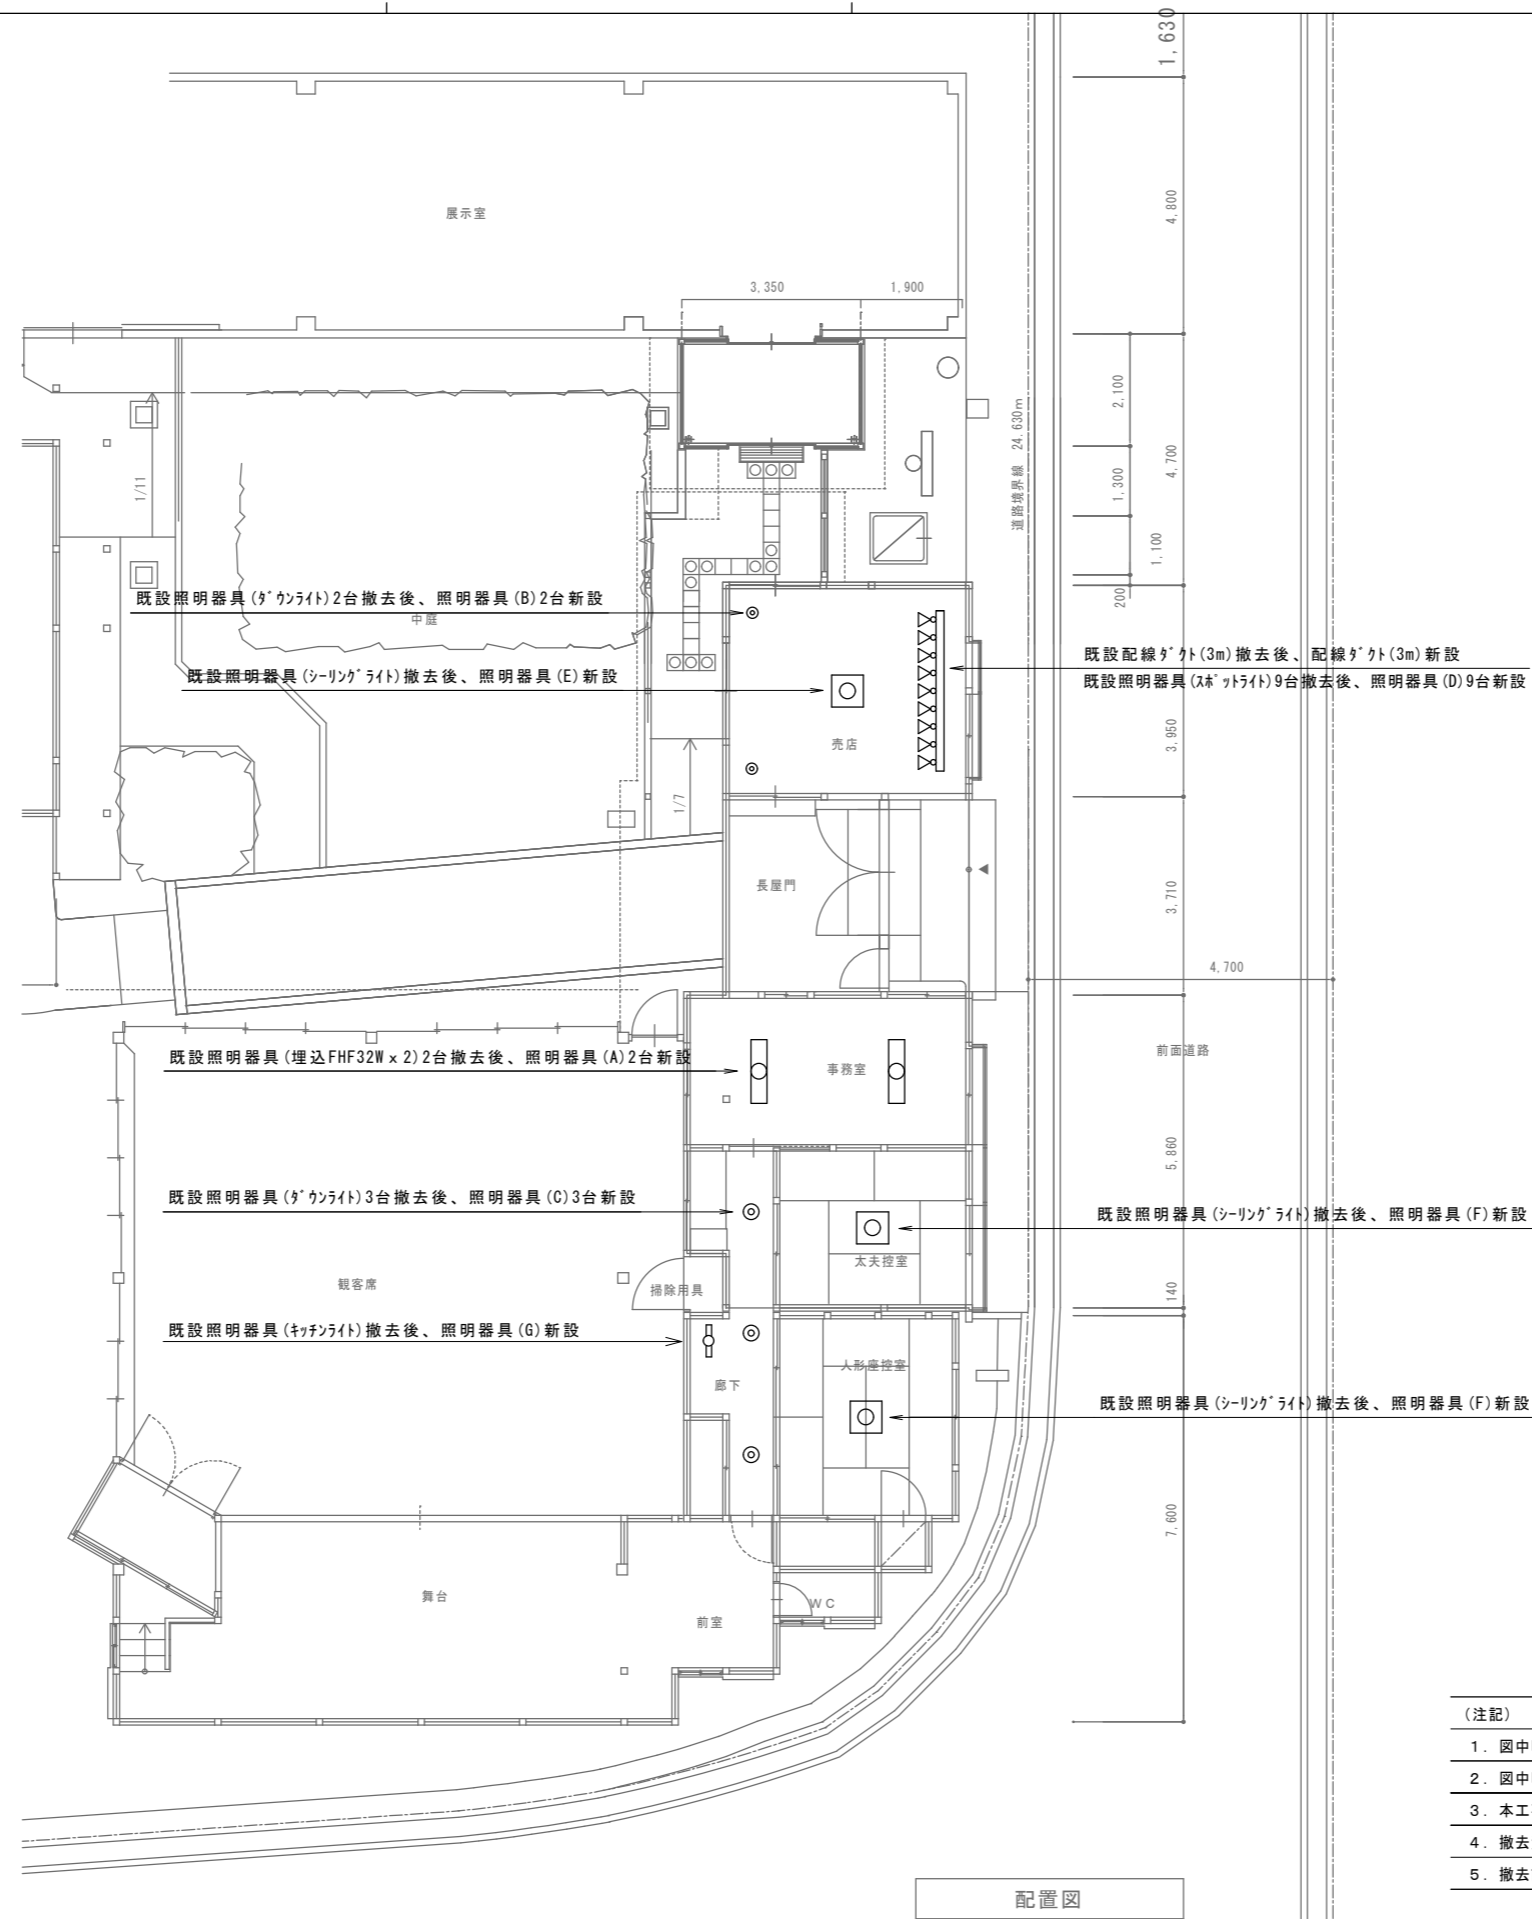 1,630
展示室
4,800
3,350
1,900
道路境界線 24.630m
2,100
4,700
1/11
1,300
1,100
200
既設照明器具(ﾀﾞｳﾝﾗｲﾄ)2台撤去後、照明器具(B)2台新設
中庭
既設照明器具(ｼｰﾘﾝｸﾞﾗｲﾄ)撤去後、照明器具(E)新設
既設配線ﾀﾞｸﾄ(3m)撤去後、配線ﾀﾞｸﾄ(3m)新設
既設照明器具(ｽﾎﾟｯﾄﾗｲﾄ)9台撤去後、照明器具(D)9台新設
売店
3,950
1/7
長屋門
3,710
4,700
既設照明器具(埋込FHF32Wｘ2)2台撤去後、照明器具(A)2台新設
事務室
前面道路
5,860
既設照明器具(ﾀﾞｳﾝﾗｲﾄ)3台撤去後、照明器具(C)3台新設
既設照明器具(ｼｰﾘﾝｸﾞﾗｲﾄ)撤去後、照明器具(F)新設
太夫控室
観客席
掃除用具
140
既設照明器具(ｷｯﾁﾝﾗｲﾄ)撤去後、照明器具(G)新設
人形座控室
廊下
既設照明器具(ｼｰﾘﾝｸﾞﾗｲﾄ)撤去後、照明器具(F)新設
7,600
舞台
前室
WC
(注記)
1. 図中
2. 図中
3. 本工
4. 撤去
5. 撤去
配置図